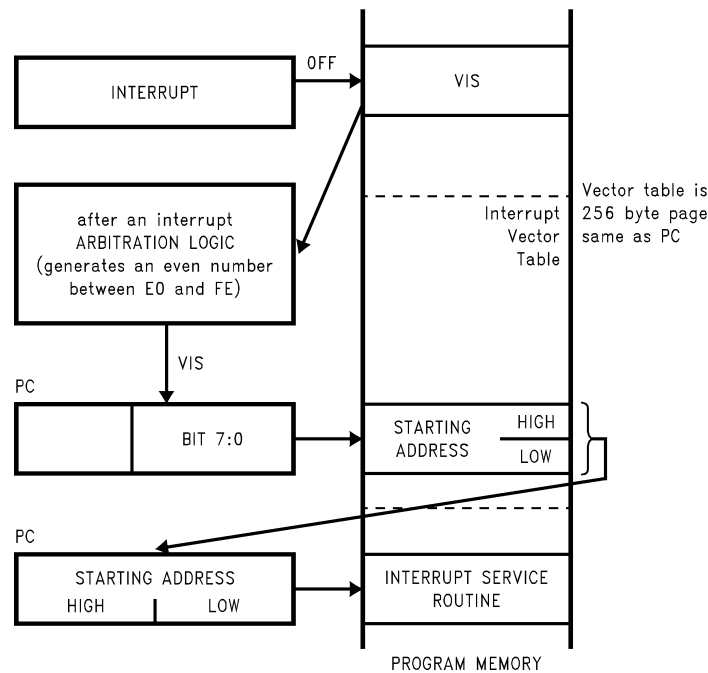 OFF
INTERRUPT
VIS
after an interrupt
ARBITRATION LOGIC
(generates an even number
between E0 and FE)
Interrupt
Vector
Table
Vector table is
256 byte page
same as PC
VIS
PC
BIT 7:0
STARTING
ADDRESS
HIGH
LOW
PC
STARTING ADDRESS
HIGH
LOW
INTERRUPT SERVICE
ROUTINE
PROGRAM MEMORY